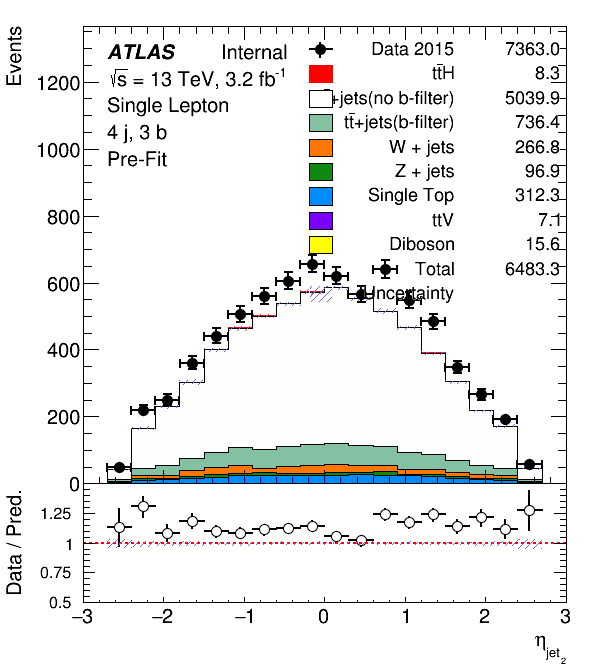 Events
ATLAS Internal
√s = 13 TeV, 3.2 fb⁻¹
Single Lepton
4 j, 3 b
Pre-Fit
Data 2015 7363.0
tt̄H 8.3
+jets(no b-filter) 5039.9
tt̄+jets(b-filter) 736.4
W + jets 266.8
Z + jets 96.9
Single Top 312.3
ttV 7.1
Diboson 15.6
Total 6483.3
Uncertainty
1200
1000
800
600
400
200
0
Data / Pred.
1.25
1
0.75
0.5
−3 −2 −1 0 1 2 3
η jet 2